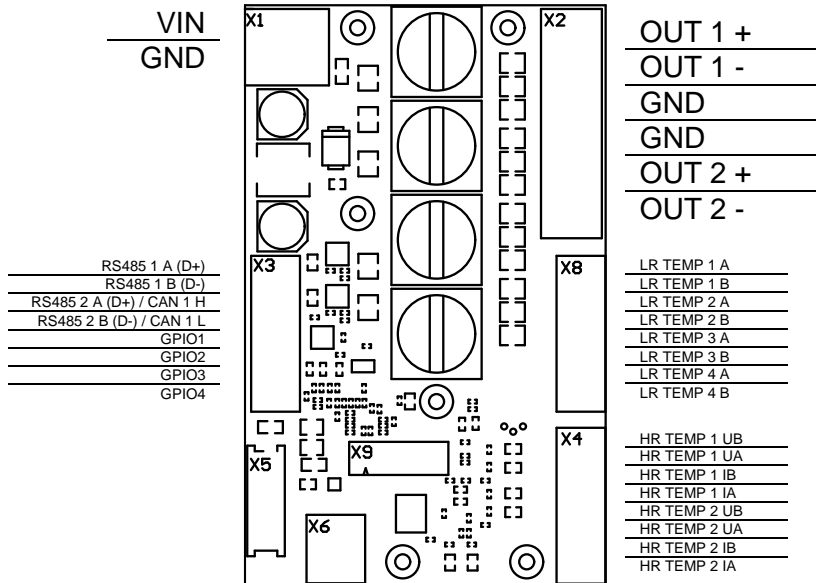 VIN
GND
X1
X2
OUT 1 +
OUT 1 -
GND
GND
OUT 2 +
OUT 2 -
RS485 1 A (D+)
RS485 1 B (D-)
RS485 2 A (D+) / CAN 1 H
RS485 2 B (D-) / CAN 1 L
GPIO1
GPIO2
GPIO3
GPIO4
X3
X8
LR TEMP 1 A
LR TEMP 1 B
LR TEMP 2 A
LR TEMP 2 B
LR TEMP 3 A
LR TEMP 3 B
LR TEMP 4 A
LR TEMP 4 B
X5
X9
X4
X6
HR TEMP 1 UB
HR TEMP 1 UA
HR TEMP 1 IB
HR TEMP 1 IA
HR TEMP 2 UB
HR TEMP 2 UA
HR TEMP 2 IB
HR TEMP 2 IA